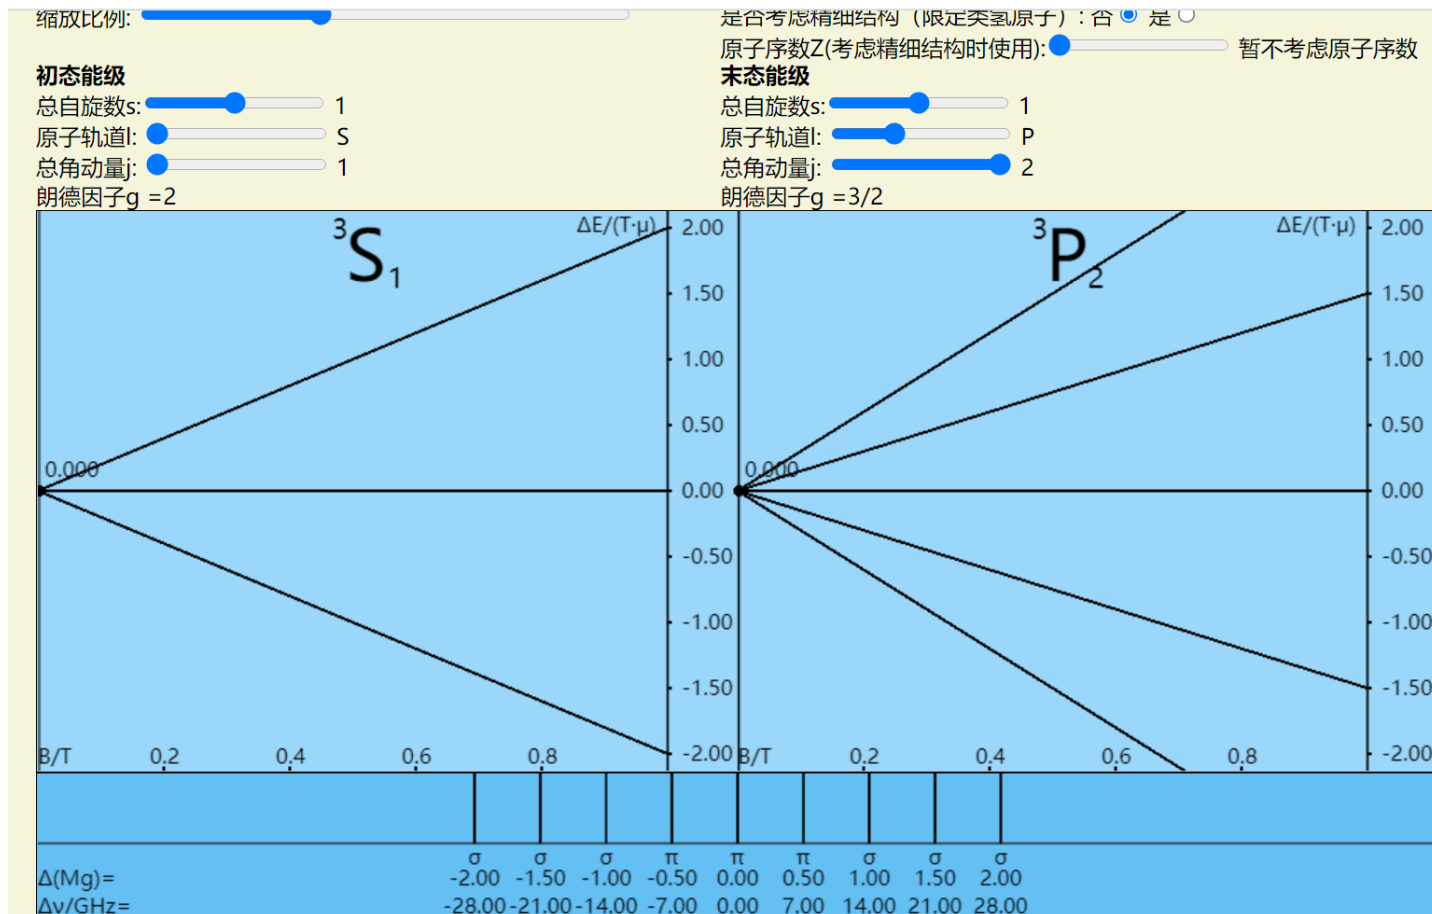 缩放比例:
是否考虑精细结构（限定类氢原子）: 否 是
原子序数Z(考虑精细结构时使用): 暂不考虑原子序数
初态能级
总自旋数s: 1
原子轨道l: S
总角动量j: 1
朗德因子g =2
末态能级
总自旋数s: 1
原子轨道l: P
总角动量j: 2
朗德因子g =3/2
3S1
ΔE/(T·μ)
2.00
1.50
1.00
0.50
0.00
-0.50
-1.00
-1.50
-2.00
0.000
B/T 0.2 0.4 0.6 0.8
3P2
ΔE/(T·μ)
2.00
1.50
1.00
0.50
0.00
-0.50
-1.00
-1.50
-2.00
0.000
B/T 0.2 0.4 0.6 0.8
σ σ σ π π π σ σ σ
Δ(Mg)= -2.00 -1.50 -1.00 -0.50 0.00 0.50 1.00 1.50 2.00
Δν/GHz= -28.00 -21.00 -14.00 -7.00 0.00 7.00 14.00 21.00 28.00